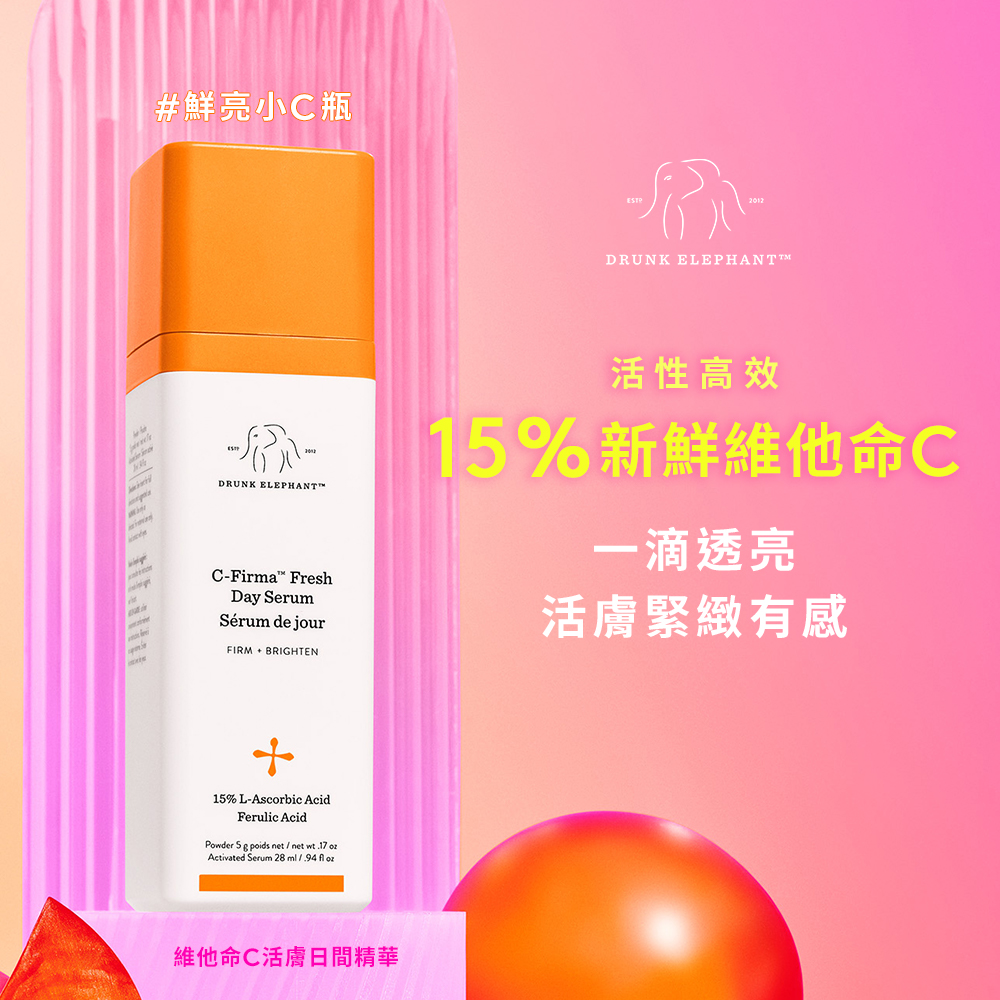 #鮮亮小C瓶
ESTD 2012
DRUNK ELEPHANT™
活性高效
15%新鮮維他命C
一滴透亮
活膚緊緻有感
ESTD 2012
DRUNK ELEPHANT™
C-Firma™ Fresh
Day Serum
Sérum de jour
FIRM + BRIGHTEN
15% L-Ascorbic Acid
Ferulic Acid
Powder 5 g poids net / net wt .17 oz
Activated Serum 28 ml / .94 fl oz
維他命C活膚日間精華